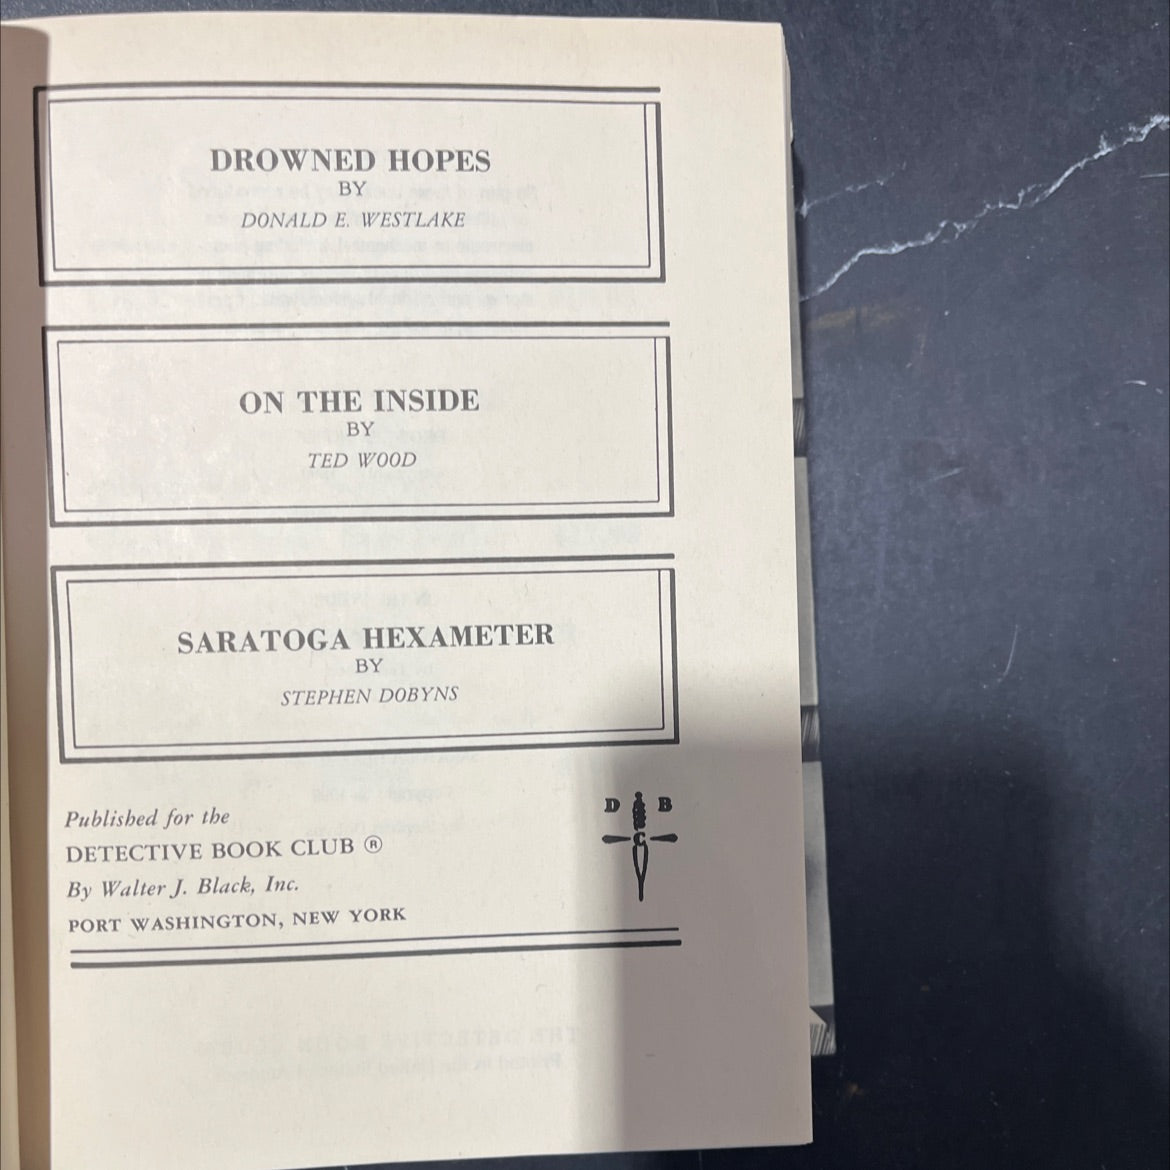 DROWNED HOPES
BY
DONALD E. WESTLAKE
ON THE INSIDE
BY
TED WOOD
SARATOGA HEXAMETER
BY
STEPHEN DOBYNS
Published for the
DETECTIVE BOOK CLUB ®
By Walter J. Black, Inc.
PORT WASHINGTON, NEW YORK
D B
C